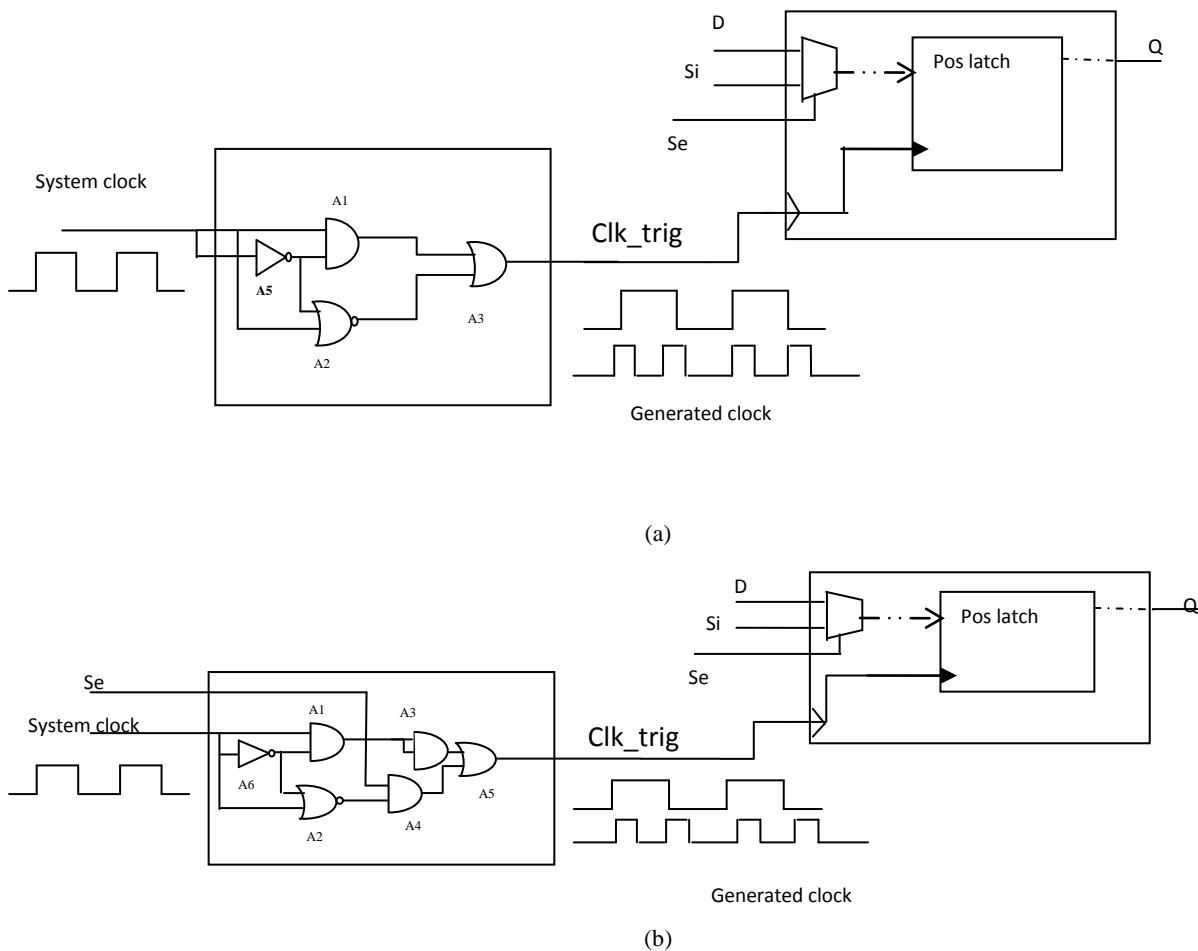 D
Si
Se
Pos latch
Q
System clock
A1
A5
A2
A3
Clk_trig
Generated clock
(a)
D
Si
Se
Pos latch
Q
Se
System clock
A1
A3
A6
A2
A4
A5
Clk_trig
Generated clock
(b)